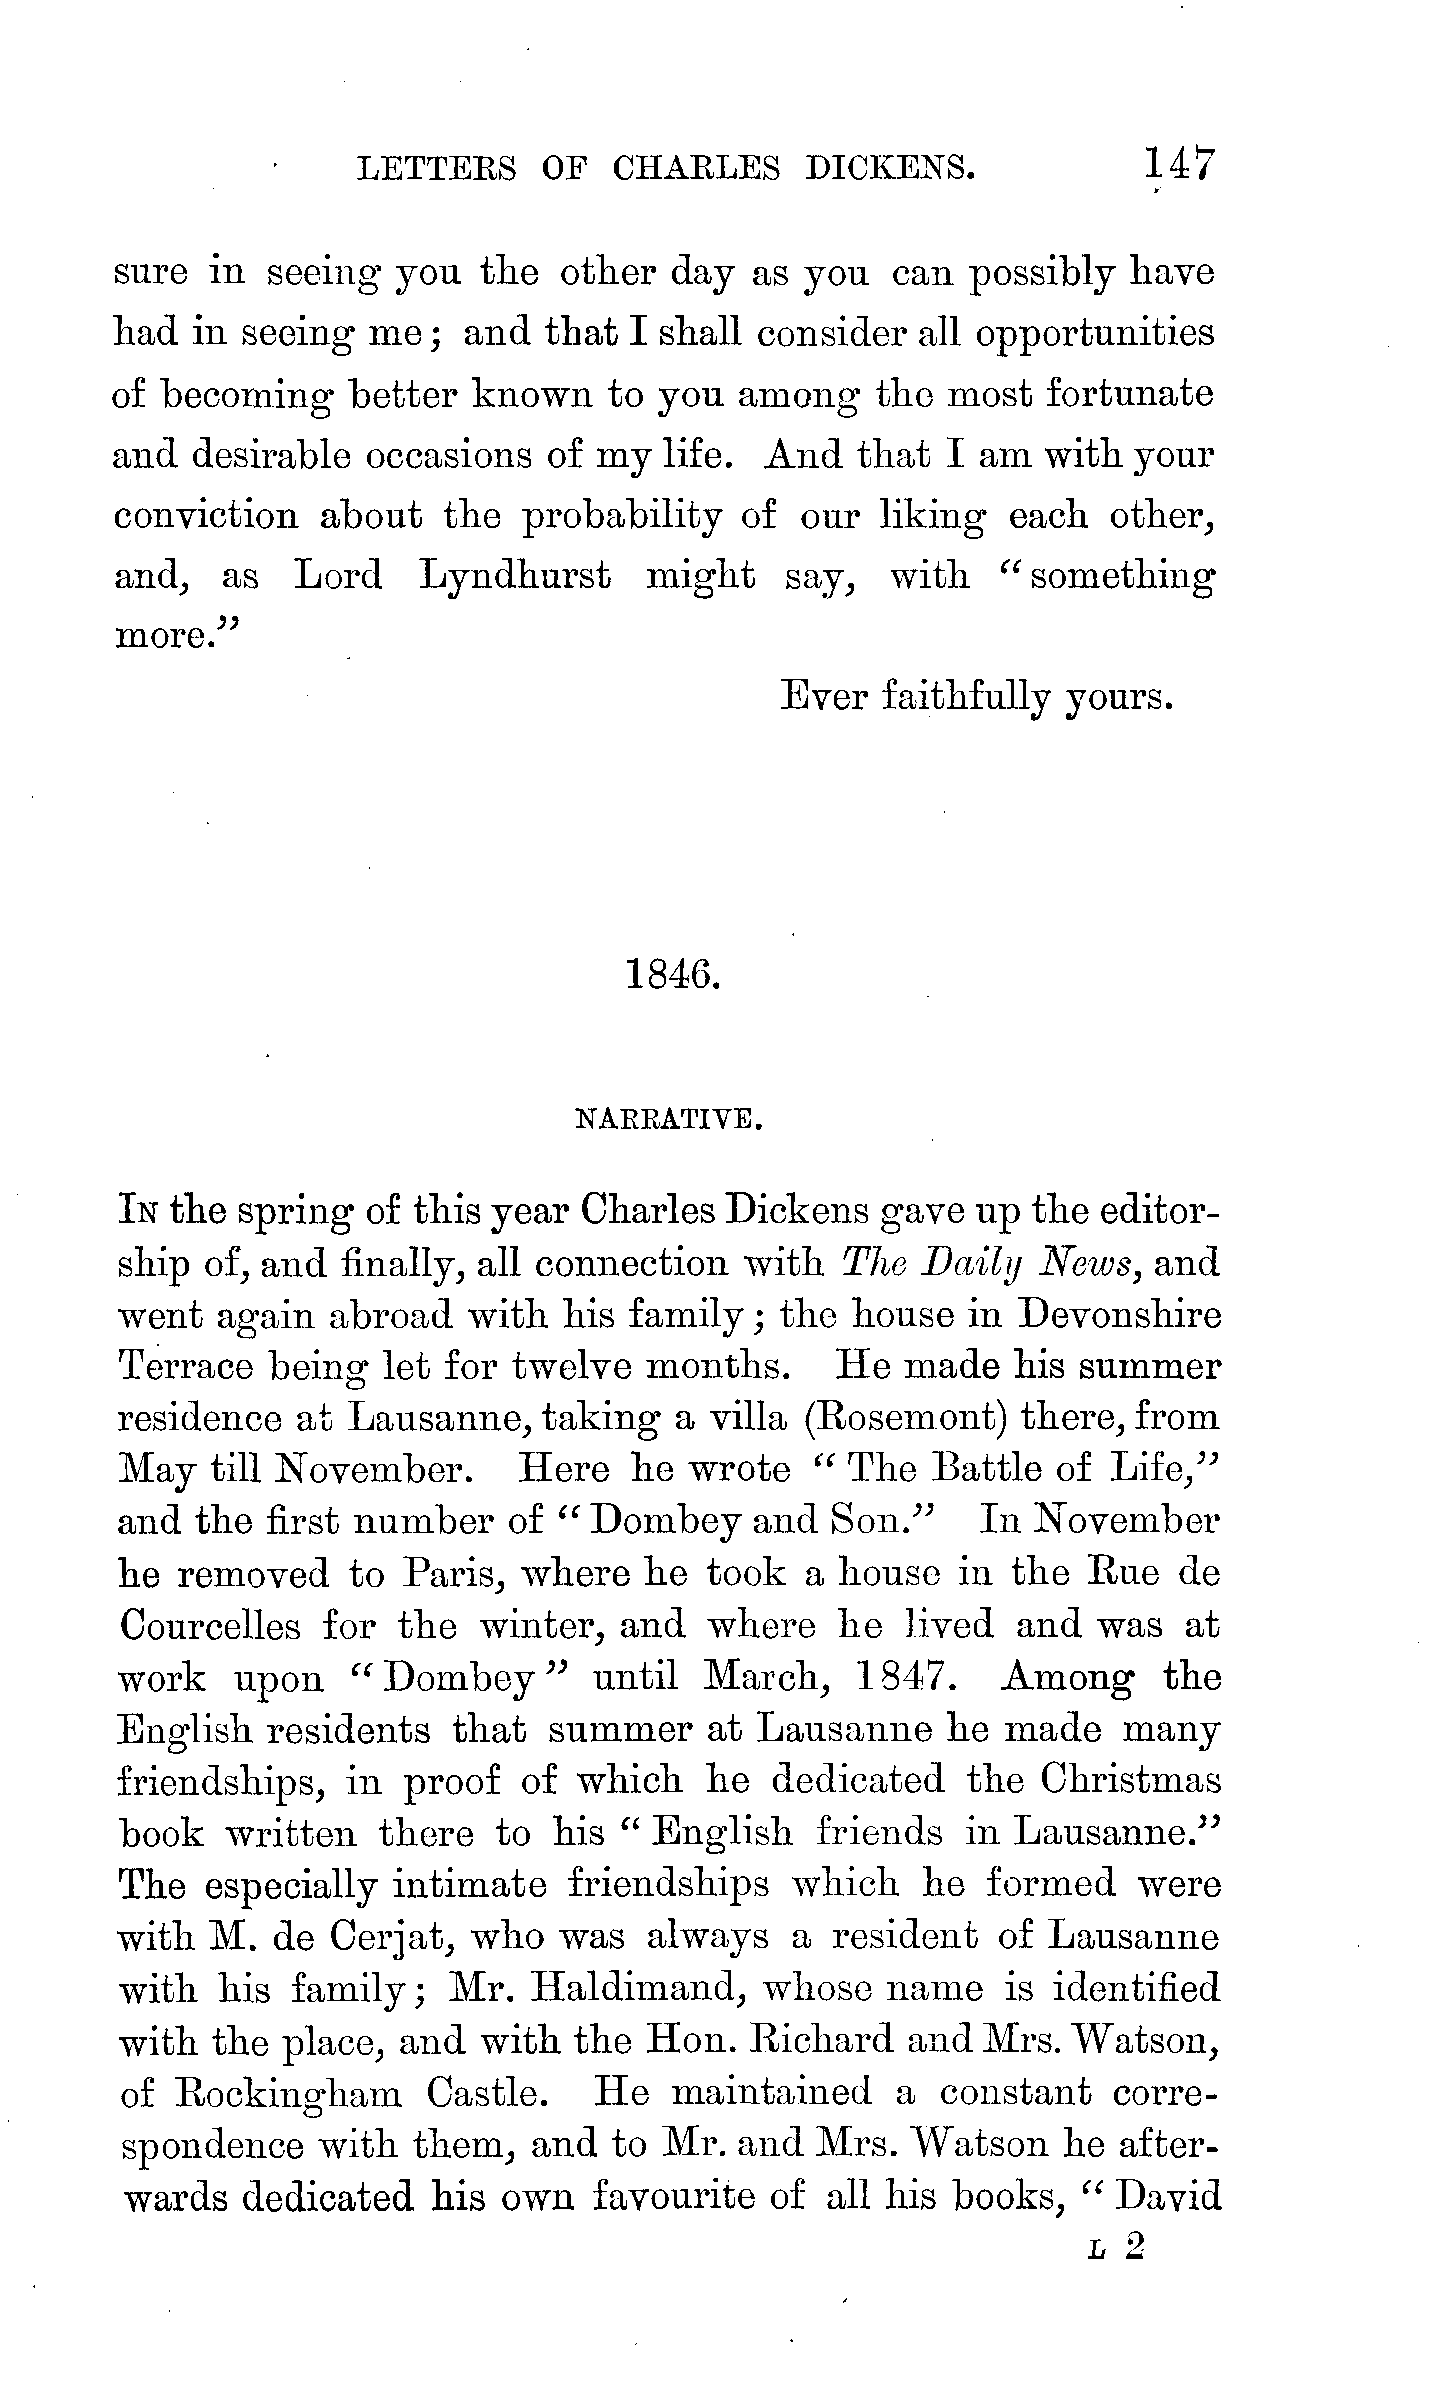 LETTERS OF CHARLES DICKENS. 147
sure in seeing you the other day as you can possibly have
had in seeing me; and that I shall consider all opportunities
of becoming better known to you among the most fortunate
and desirable occasions of my life. And that I am with your
conviction about the probability of our liking each other,
and, as Lord Lyndhurst might say, with “something
more.”
Ever faithfully yours.
1846.
NARRATIVE.
IN the spring of this year Charles Dickens gave up the editor-
ship of, and finally, all connection with The Daily News, and
went again abroad with his family; the house in Devonshire
Terrace being let for twelve months. He made his summer
residence at Lausanne, taking a villa (Rosemont) there, from
May till November. Here he wrote “The Battle of Life,”
and the first number of “Dombey and Son.” In November
he removed to Paris, where he took a house in the Rue de
Courcelles for the winter, and where he lived and was at
work upon “Dombey” until March, 1847. Among the
English residents that summer at Lausanne he made many
friendships, in proof of which he dedicated the Christmas
book written there to his “English friends in Lausanne.”
The especially intimate friendships which he formed were
with M. de Cerjat, who was always a resident of Lausanne
with his family; Mr. Haldimand, whose name is identified
with the place, and with the Hon. Richard and Mrs. Watson,
of Rockingham Castle. He maintained a constant corre-
spondence with them, and to Mr. and Mrs. Watson he after-
wards dedicated his own favourite of all his books, “David
L 2